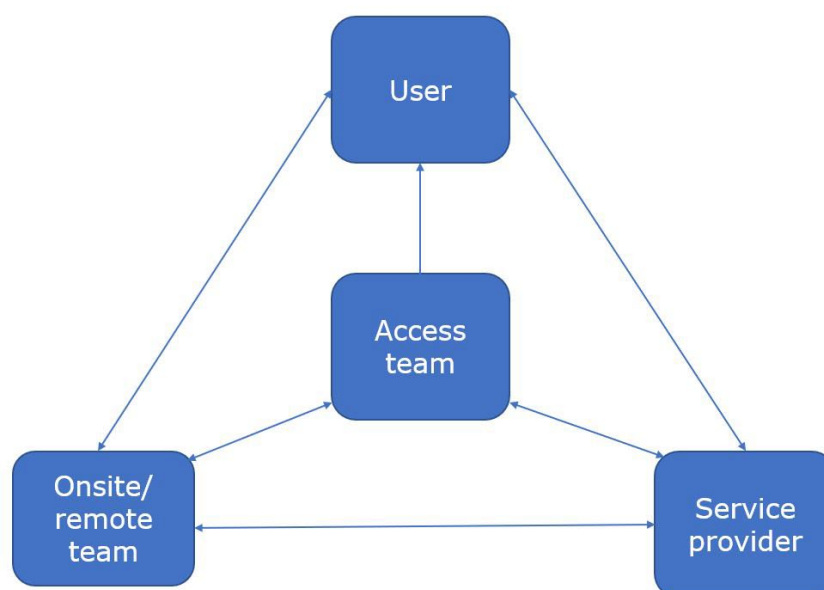 User
Access
team
Onsite/
remote
team
Service
provider